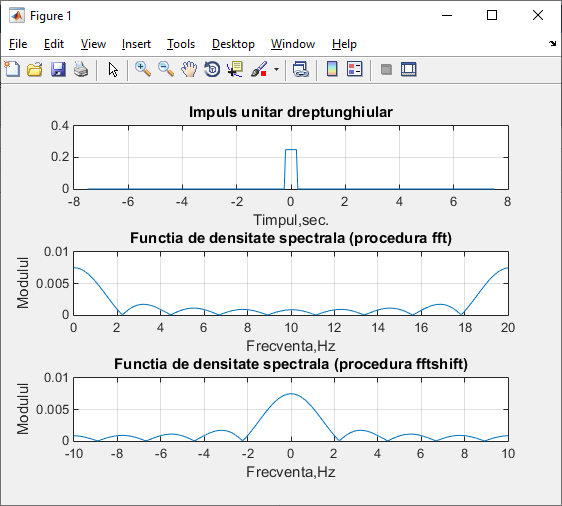 Figure 1
File Edit View Insert Tools Desktop Window Help
Impuls unitar dreptunghiular
0.4
0.2
0
-8 -6 -4 -2 0 2 4 6 8
Timpul,sec.
Functia de densitate spectrala (procedura fft)
0.01
0.005
0
Modulul
0 2 4 6 8 10 12 14 16 18 20
Frecventa,Hz
Functia de densitate spectrala (procedura fftshift)
0.01
0.005
0
Modulul
-10 -8 -6 -4 -2 0 2 4 6 8 10
Frecventa,Hz